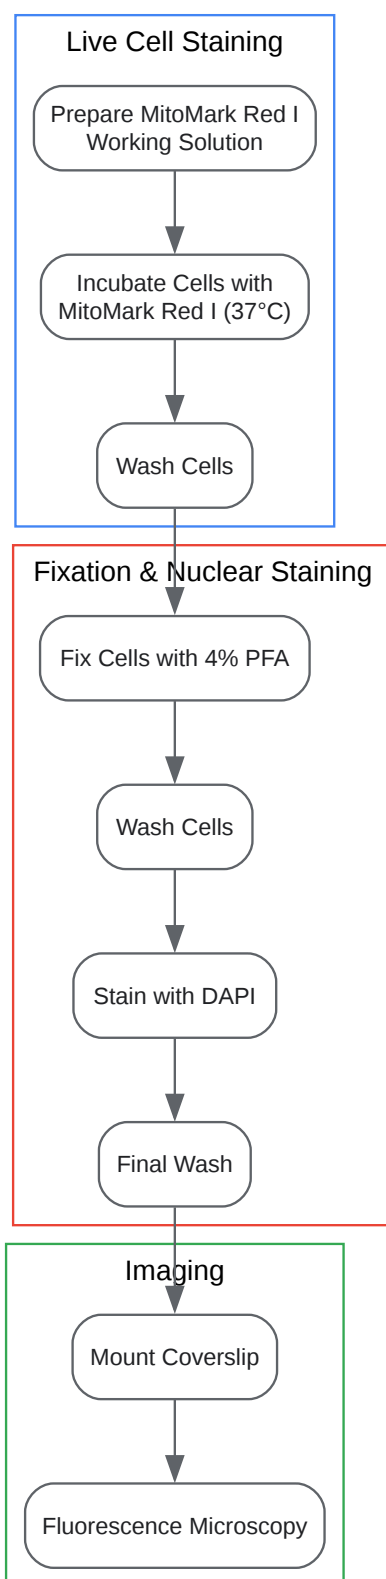 Live Cell Staining
Prepare MitoMark Red I
Working Solution
Incubate Cells with
MitoMark Red I (37°C)
Wash Cells
Fixation & Nuclear Staining
Fix Cells with 4% PFA
Wash Cells
Stain with DAPI
Final Wash
Imaging
Mount Coverslip
Fluorescence Microscopy